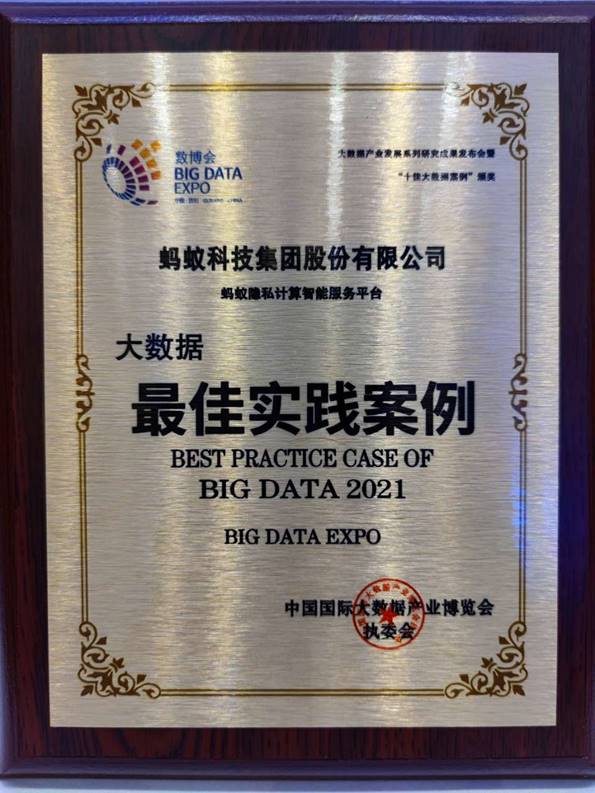 数博会
BIG DATA
EXPO
大数据产业发展系列研究成果发布会暨
“十佳大数据案例”颁奖
蚂蚁科技集团股份有限公司
蚂蚁隐私计算智能服务平台
大数据
最佳实践案例
BEST PRACTICE CASE OF
BIG DATA 2021
BIG DATA EXPO
中国国际大数据产业博览会
执委会